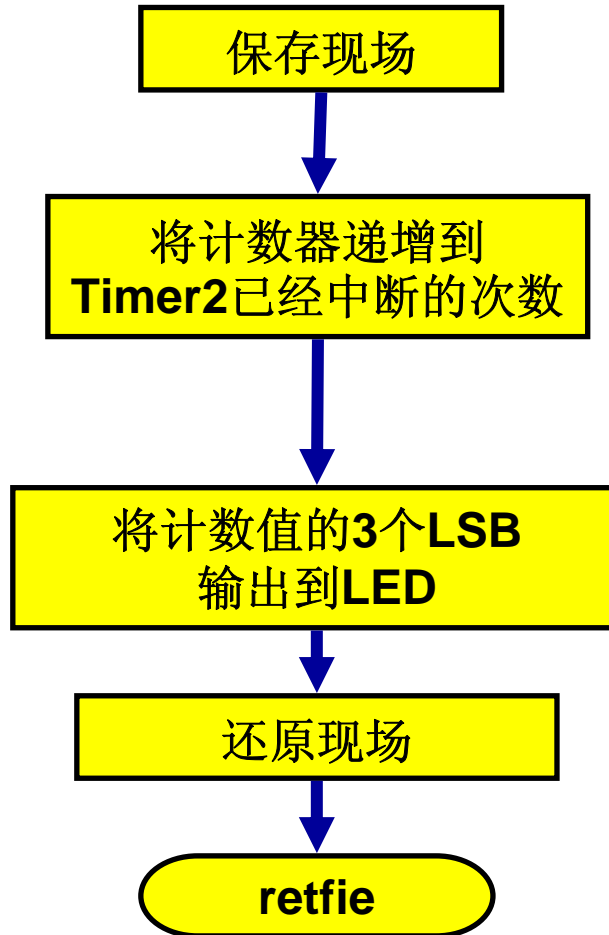 保存现场
将计数器递增到
Timer2已经中断的次数
将计数值的3个LSB
输出到LED
还原现场
retfie